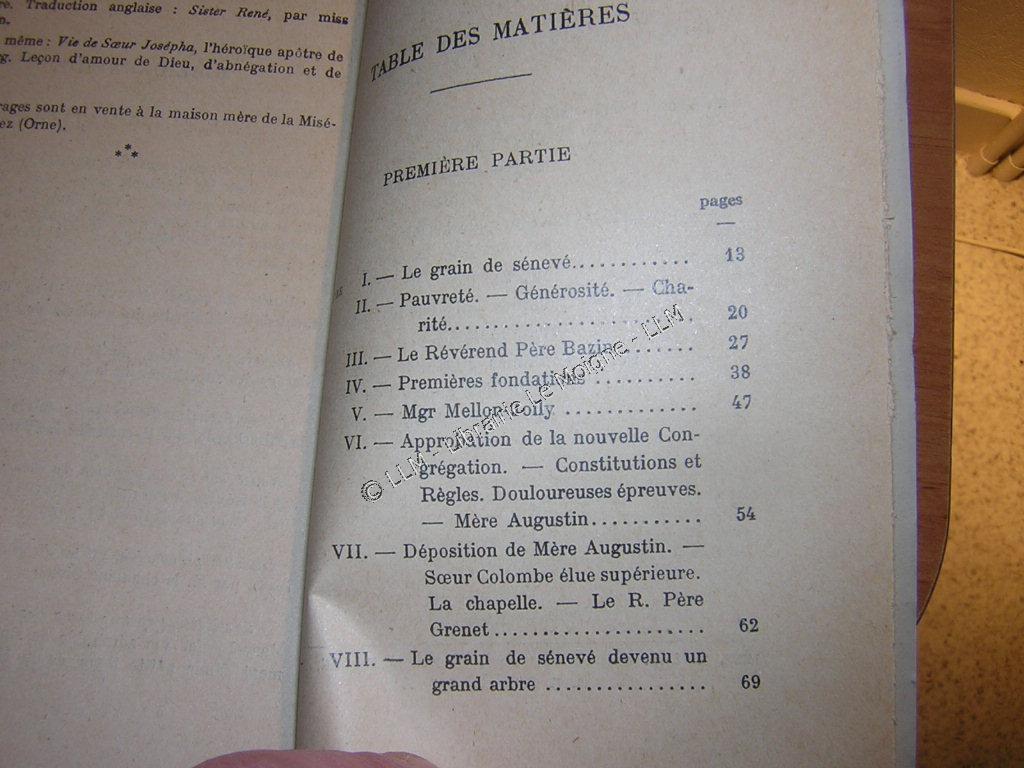 re. Traduction anglaise : Sister René, par miss
n.
même : Vie de Sœur Josépha, l'héroïque apôtre de
g. Leçon d'amour de Dieu, d'abnégation et de
rages sont en vente à la maison mère de la Misé-
ez (Orne).
TABLE DES MATIÈRES
PREMIÈRE PARTIE
pages
I. — Le grain de sénevé............ 13
II. — Pauvreté. — Générosité. — Cha-
rité....................... 20
III. — Le Révérend Père Bazin........ 27
IV. — Premières fondations .......... 38
V. — Mgr ............. 47
VI. — Approbation de la nouvelle Con-
grégation. — Constitutions et
Règles. Douloureuses épreuves.
— Mère Augustin........... 54
VII. — Déposition de Mère Augustin. —
Sœur Colombe élue supérieure.
La chapelle. — Le R. Père
Grenet..................... 62
VIII. — Le grain de sénevé devenu un
grand arbre ................ 69
© LLM - Librairie Le Moigne - LLM